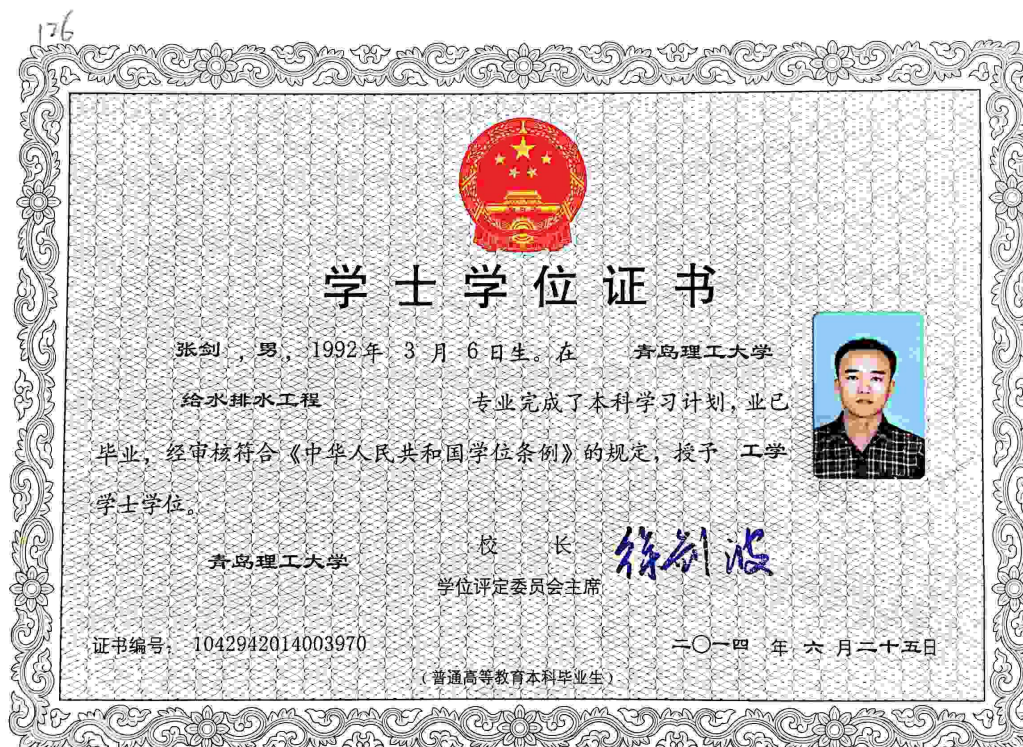 126
学士学位证书
张剑 ,男,1992年 3 月 6 日生。在 青岛理工大学
给水排水工程 专业完成了本科学习计划,业已
毕业,经审核符合《中华人民共和国学位条例》的规定,授予 工学
学士学位。
校 长 徐剑波
青岛理工大学
学位评定委员会主席
证书编号: 1042942014003970
二〇一四 年 六 月二十五日
(普通高等教育本科毕业生)